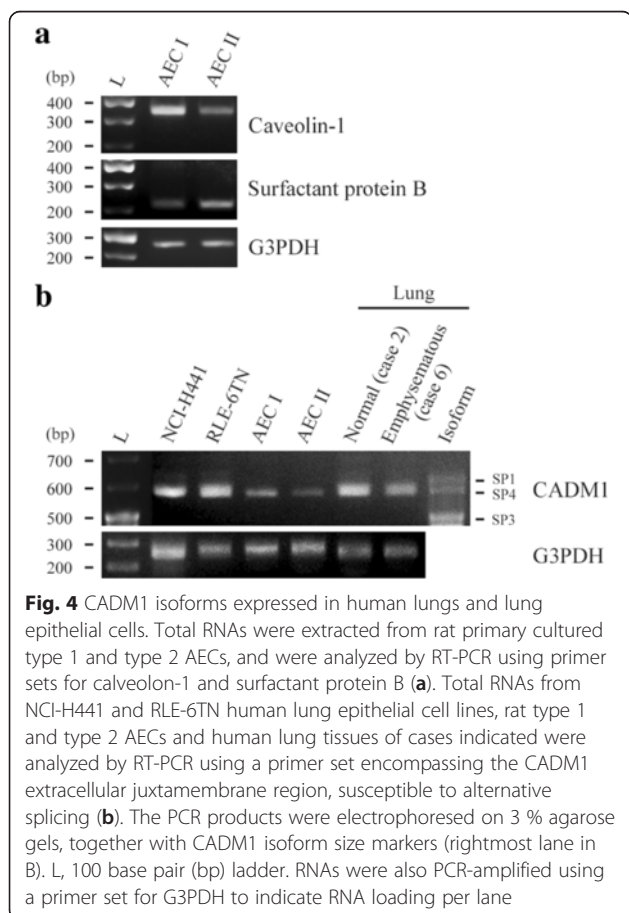 a
(bp) L AEC I AEC II
400
300
200
Caveolin-1
400
300
200
Surfactant protein B
300
200
G3PDH
b
Lung
(bp) L NCI-H441 RLE-6TN AEC I AEC II Normal (case 2) Emphysematous (case 6) Isoform
700
600
500
SP1
SP4
SP3
CADM1
300
200
G3PDH
Fig. 4 CADM1 isoforms expressed in human lungs and lung
epithelial cells. Total RNAs were extracted from rat primary cultured
type 1 and type 2 AECs, and were analyzed by RT-PCR using primer
sets for calveolon-1 and surfactant protein B (a). Total RNAs from
NCI-H441 and RLE-6TN human lung epithelial cell lines, rat type 1
and type 2 AECs and human lung tissues of cases indicated were
analyzed by RT-PCR using a primer set encompassing the CADM1
extracellular juxtamembrane region, susceptible to alternative
splicing (b). The PCR products were electrophoresed on 3 % agarose
gels, together with CADM1 isoform size markers (rightmost lane in
B). L, 100 base pair (bp) ladder. RNAs were also PCR-amplified using
a primer set for G3PDH to indicate RNA loading per lane